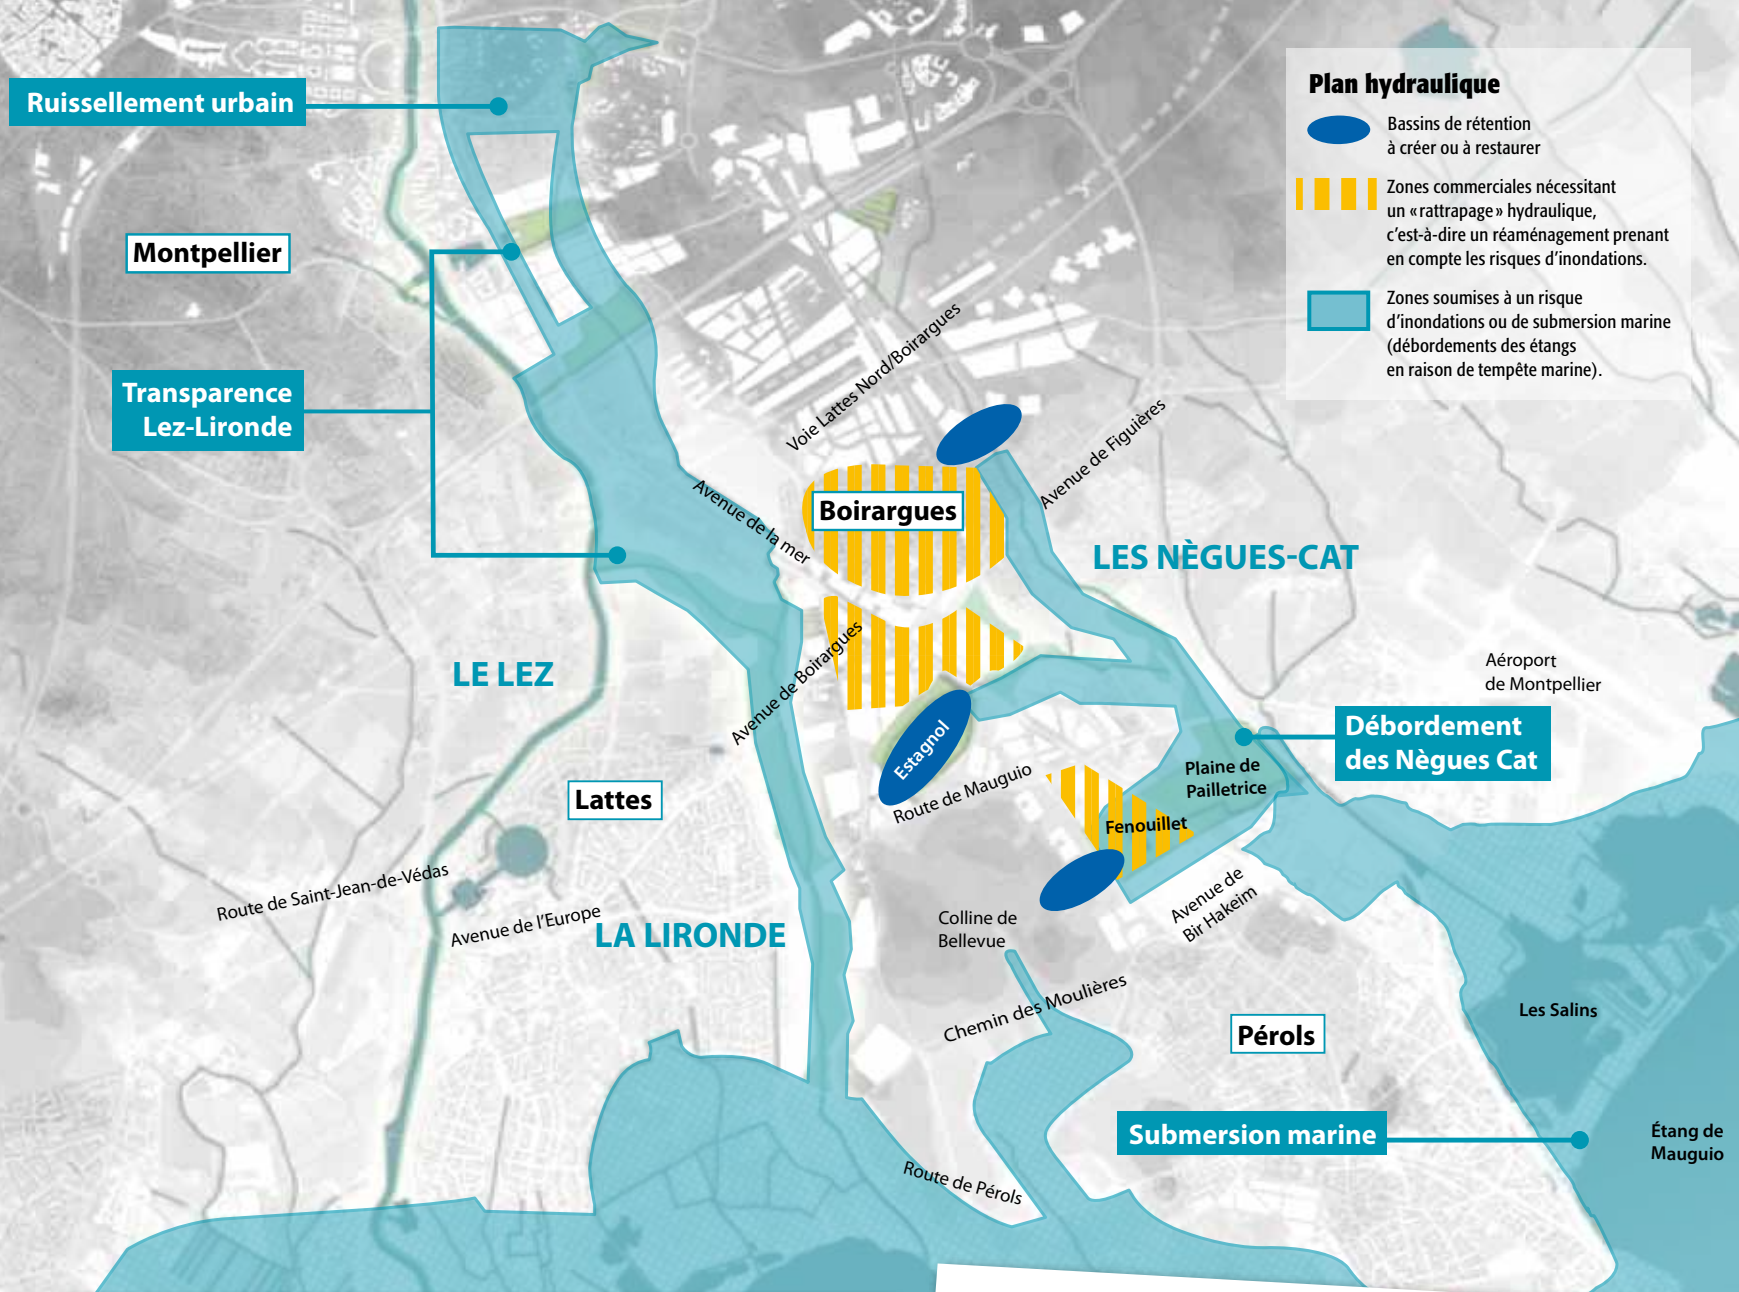 Plan hydraulique
Bassins de rétention
à créer ou à restaurer
Zones commerciales nécessitant
un «rattrapage» hydraulique,
c'est-à-dire un réaménagement prenant
en compte les risques d'inondations.
Zones soumises à un risque
d'inondations ou de submersion marine
(débordements des étangs
en raison de tempête marine).
Ruissellement urbain
Montpellier
Transparence
Lez-Lironde
Voie Lattes Nord/Boirargues
Avenue de Figuières
Avenue de la mer
Boirargues
LES NÈGUES-CAT
LE LEZ
Avenue de Boirargues
Aéroport
de Montpellier
Débordement
des Nègues Cat
Estagnol
Plaine de
Pailletrice
Route de Mauguio
Lattes
Fenouillet
Route de Saint-Jean-de-Védas
Avenue de l'Europe
LA LIRONDE
Colline de
Bellevue
Avenue de
Bir Hakeim
Chemin des Moulières
Les Salins
Pérols
Submersion marine
Étang de
Mauguio
Route de Pérols